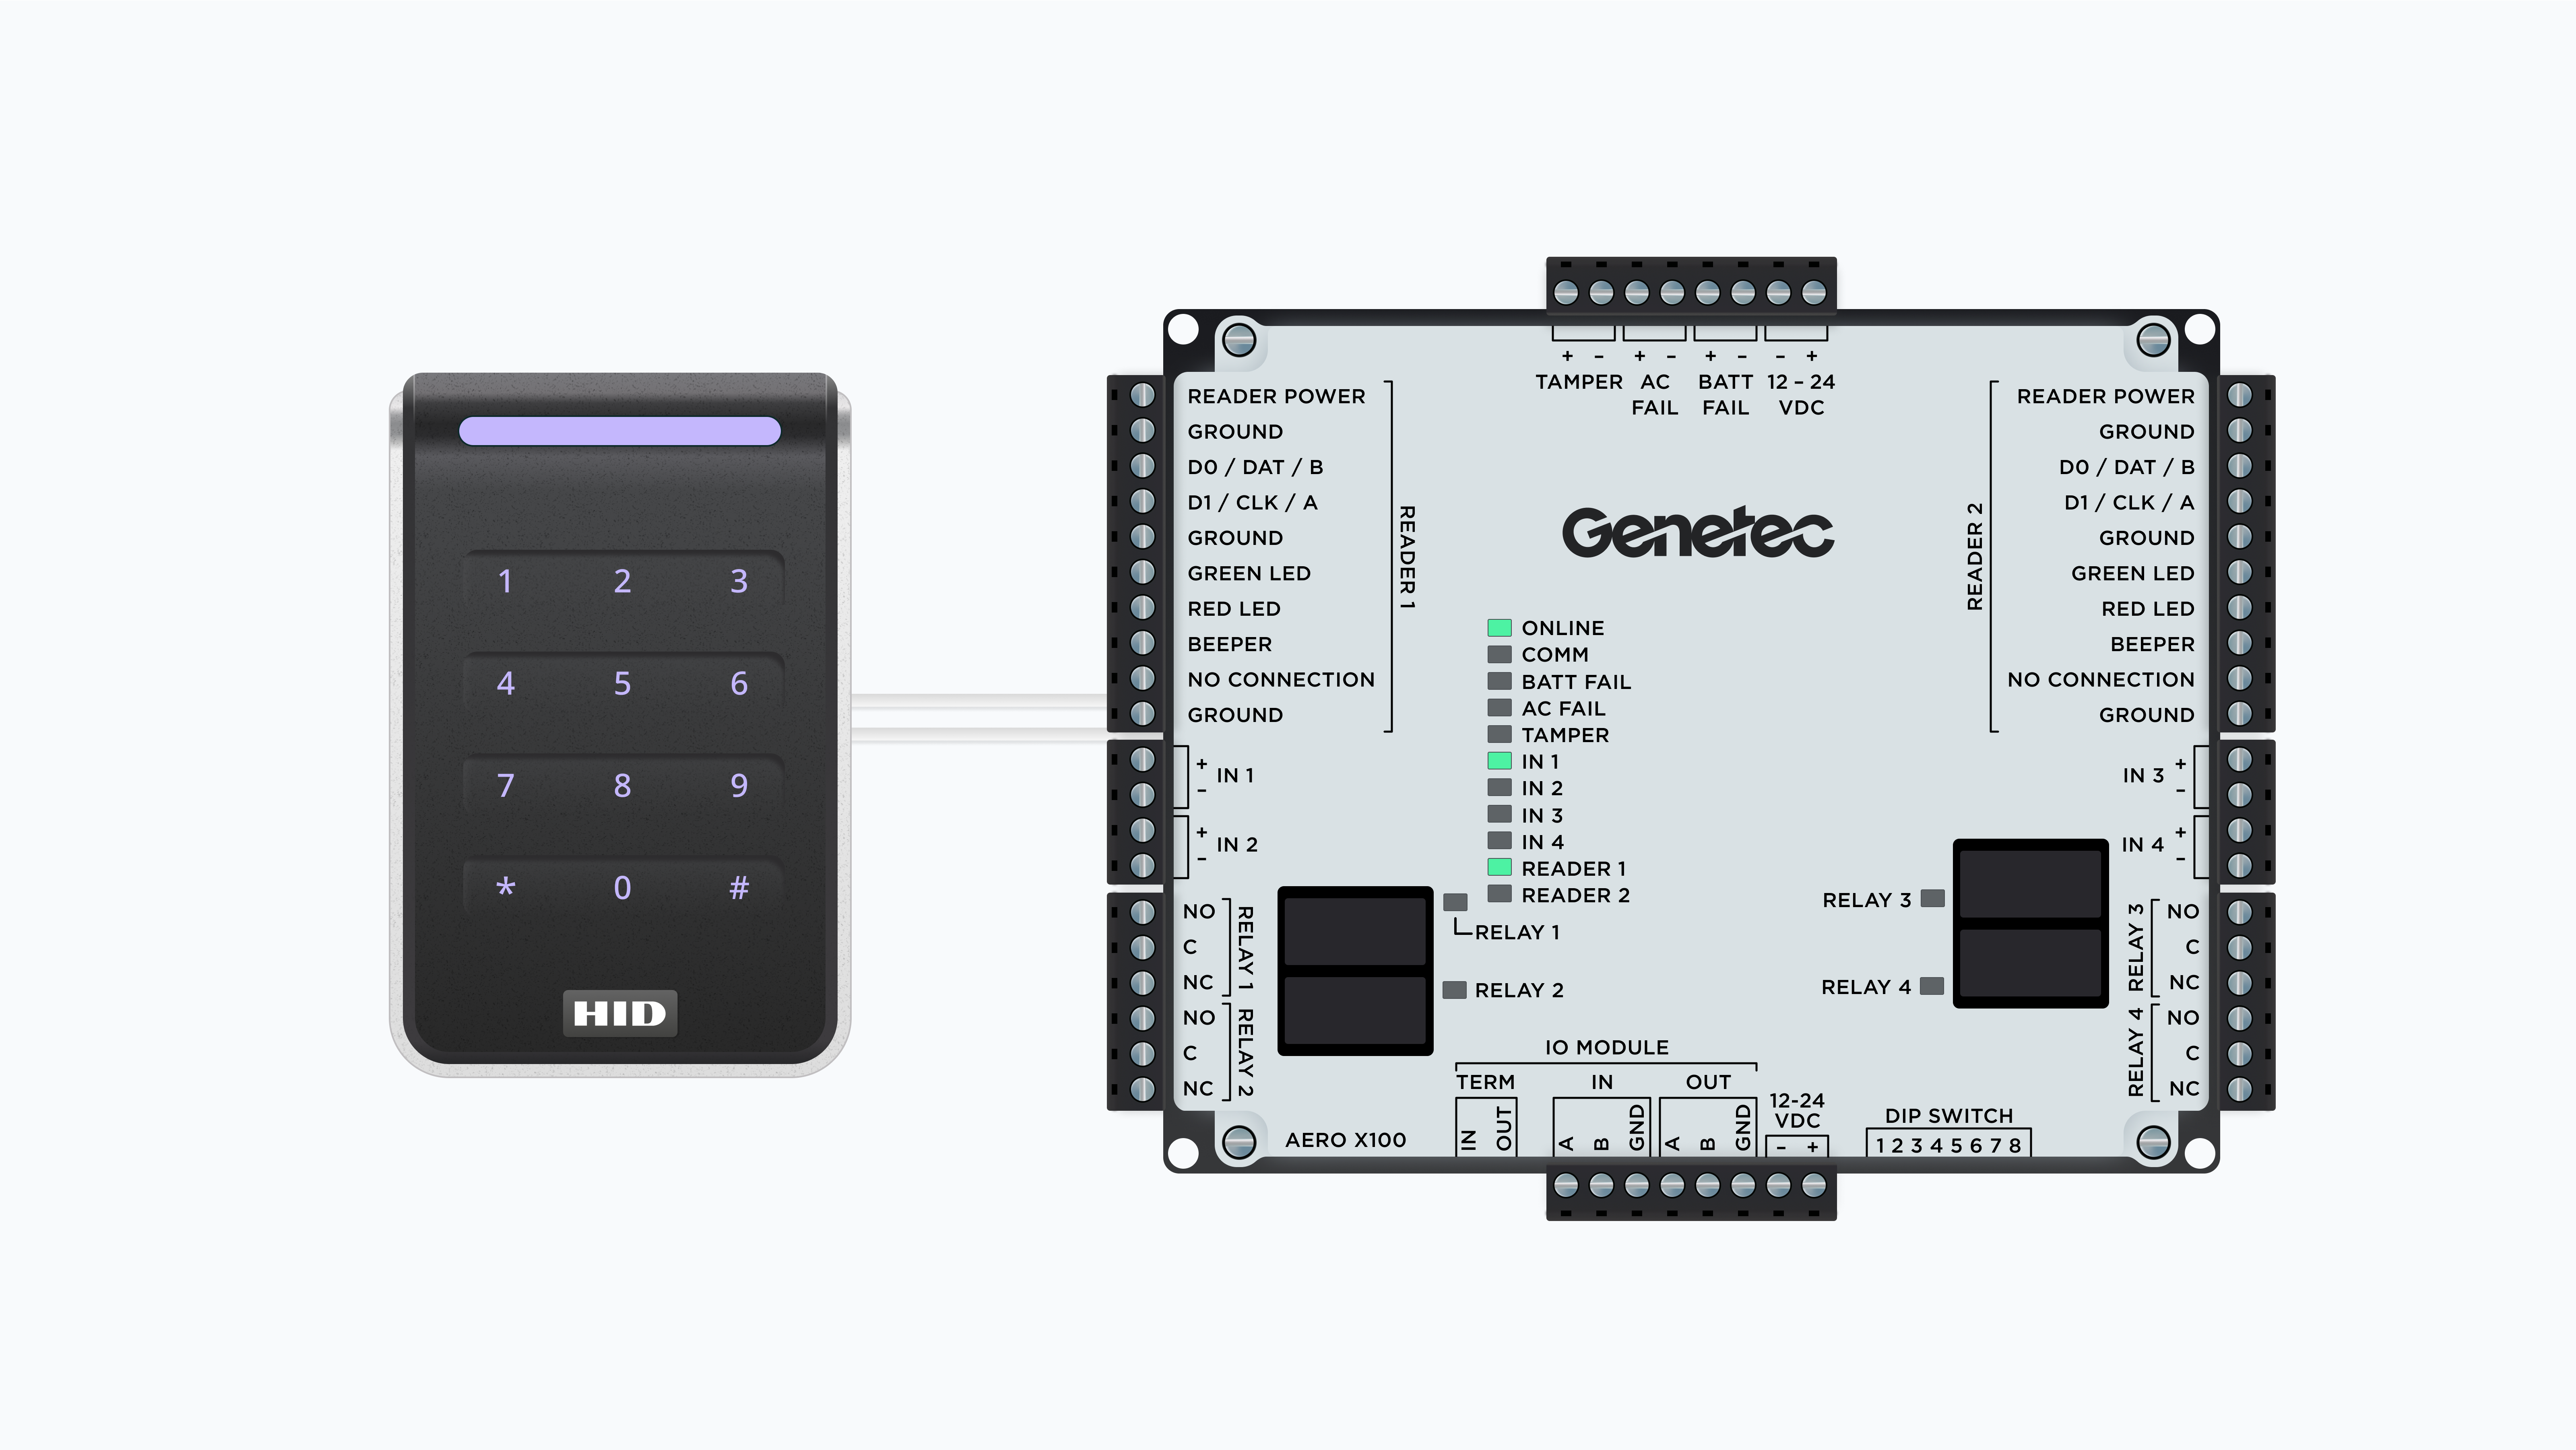 1 2 3
4 5 6
7 8 9
* 0 #
HID
+ - + - + - - +
TAMPER
AC FAIL
BATT FAIL
12 – 24 VDC
READER POWER
GROUND
D0 / DAT / B
D1 / CLK / A
GROUND
GREEN LED
RED LED
BEEPER
NO CONNECTION
GROUND
READER 1
+
-
IN 1
+
-
IN 2
NO
C
NC
RELAY 1
NO
C
NC
RELAY 2
Genetec
ONLINE
COMM
BATT FAIL
AC FAIL
TAMPER
IN 1
IN 2
IN 3
IN 4
READER 1
READER 2
RELAY 1
RELAY 2
RELAY 3
RELAY 4
READER POWER
GROUND
D0 / DAT / B
D1 / CLK / A
GROUND
GREEN LED
RED LED
BEEPER
NO CONNECTION
GROUND
READER 2
IN 3
+
-
IN 4
+
-
RELAY 3
NO
C
NC
RELAY 4
NO
C
NC
AERO X100
IO MODULE
TERM IN OUT
IN OUT
A B GND
A B GND
12-24
VDC
- +
DIP SWITCH
1 2 3 4 5 6 7 8